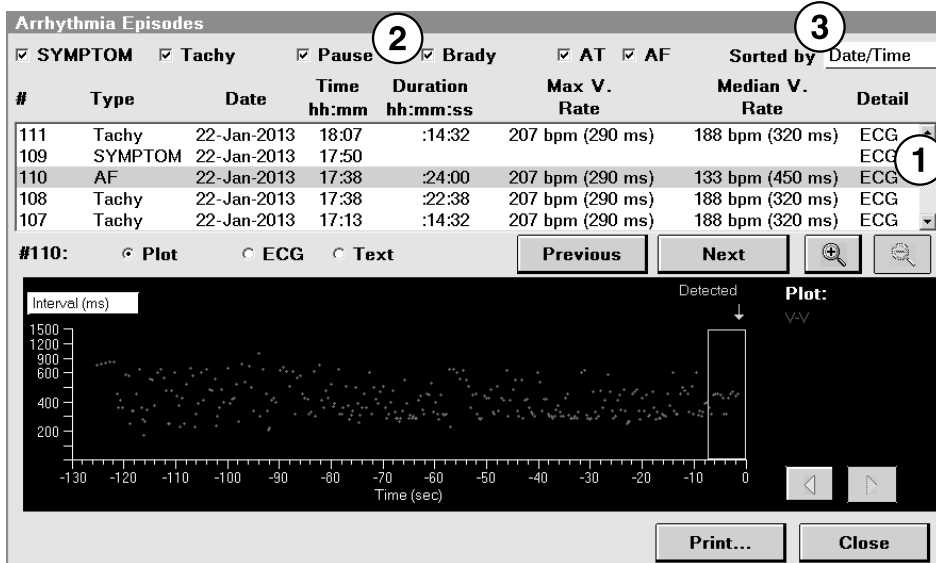 Arrhythmia Episodes
SYMPTOM Tachy Pause 2 Brady AT AF Sorted by Date/Time 3
# Type Date Time hh:mm Duration hh:mm:ss Max V. Rate Median V. Rate Detail
111 Tachy 22-Jan-2013 18:07 :14:32 207 bpm (290 ms) 188 bpm (320 ms) ECG
109 SYMPTOM 22-Jan-2013 17:50 ECG
110 AF 22-Jan-2013 17:38 :24:00 207 bpm (290 ms) 133 bpm (450 ms) ECG 1
108 Tachy 22-Jan-2013 17:38 :22:38 207 bpm (290 ms) 188 bpm (320 ms) ECG
107 Tachy 22-Jan-2013 17:13 :14:32 207 bpm (290 ms) 188 bpm (320 ms) ECG
#110: Plot ECG Text Previous Next
Detected Plot:
Interval (ms) V-V
1500
1200
900
600
400
200
-130 -120 -110 -100 -90 -80 -70 -60 -50 -40 -30 -20 -10 0
Time (sec)
Print... Close